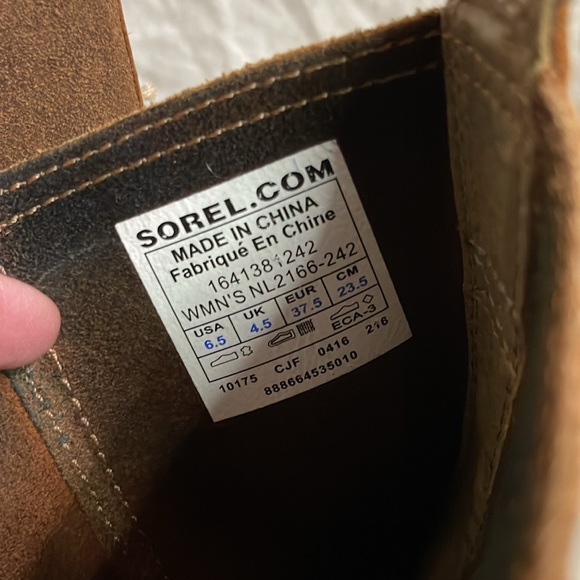 SOREL.COM
MADE IN CHINA
Fabriqué En Chine
1641381242
WMN'S NL2166-242
USA UK EUR CM
6.5 4.5 37.5 23.5
ECA-3
10175 CJF 0416 216
888664535010